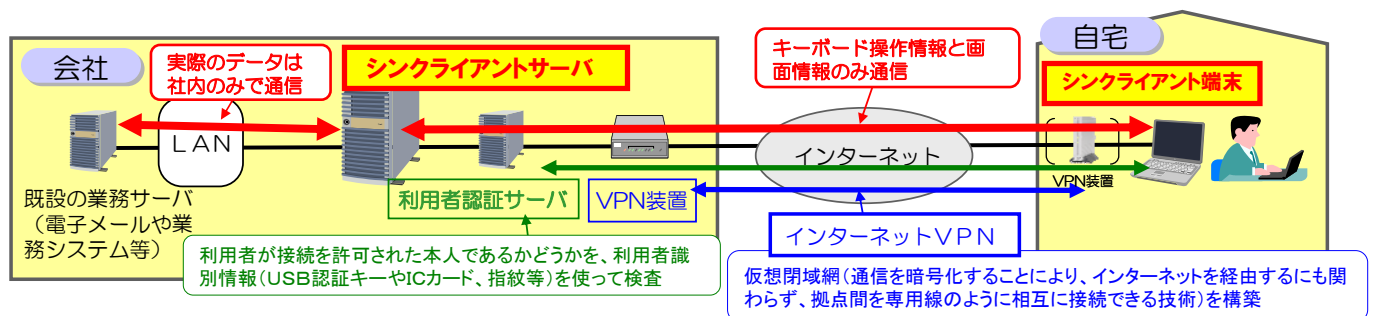 会社
実際のデータは
社内のみで通信
シンクライアントサーバ
キーボード操作情報と画
面情報のみ通信
自宅
シンクライアント端末
LAN
インターネット
VPN装置
既設の業務サーバ
(電子メールや業
務システム等)
利用者認証サーバ
VPN装置
インターネットVPN
利用者が接続を許可された本人であるかどうかを、利用者識
別情報(USB認証キーやICカード、指紋等)を使って検査
仮想閉域網(通信を暗号化することにより、インターネットを経由するにも関
わらず、拠点間を専用線のように相互に接続できる技術)を構築